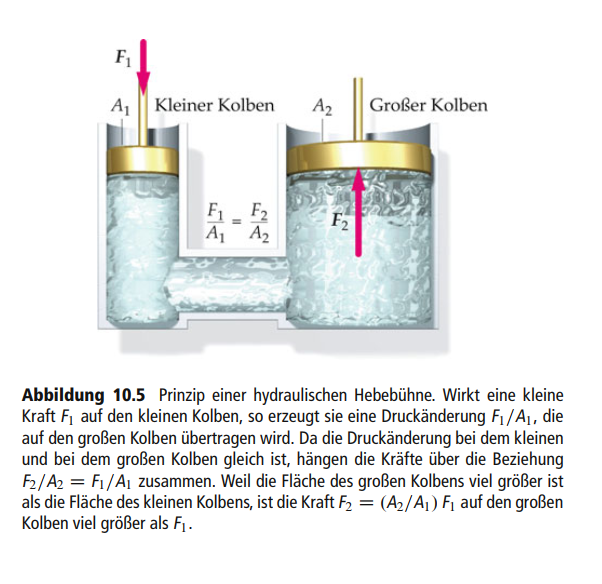 F₁
A₁ Kleiner Kolben A₂ Großer Kolben
F₁/A₁ = F₂/A₂
F₂
Abbildung 10.5 Prinzip einer hydraulischen Hebebühne. Wirkt eine kleine
Kraft F₁ auf den kleinen Kolben, so erzeugt sie eine Druckänderung F₁/A₁, die
auf den großen Kolben übertragen wird. Da die Druckänderung bei dem kleinen
und bei dem großen Kolben gleich ist, hängen die Kräfte über die Beziehung
F₂/A₂ = F₁/A₁ zusammen. Weil die Fläche des großen Kolbens viel größer ist
als die Fläche des kleinen Kolbens, ist die Kraft F₂ = (A₂/A₁) F₁ auf den großen
Kolben viel größer als F₁.